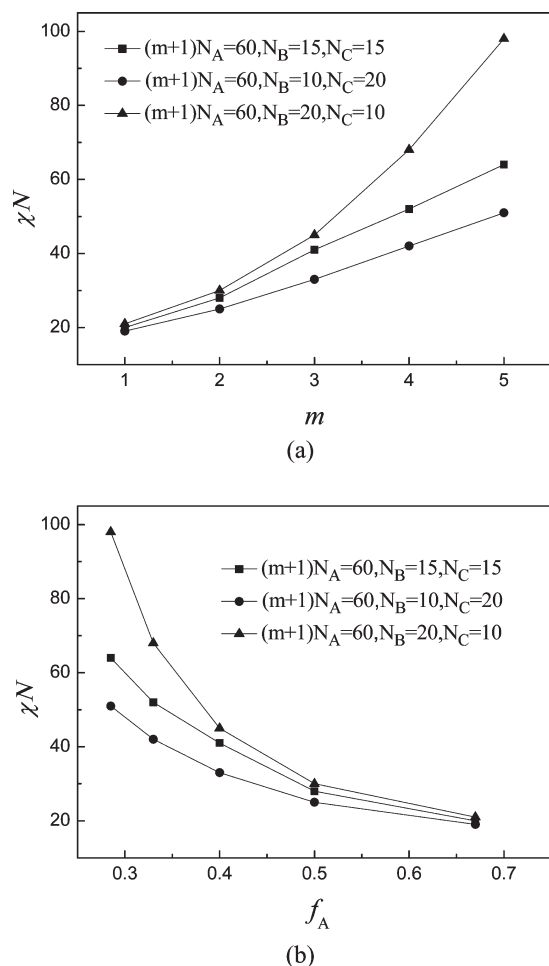 100
80
60
40
20
χN
(m+1)N_A=60,N_B=15,N_C=15
(m+1)N_A=60,N_B=10,N_C=20
(m+1)N_A=60,N_B=20,N_C=10
1 2 3 4 5
m
(a)
100
80
60
40
20
χN
(m+1)N_A=60,N_B=15,N_C=15
(m+1)N_A=60,N_B=10,N_C=20
(m+1)N_A=60,N_B=20,N_C=10
0.3 0.4 0.5 0.6 0.7
f_A
(b)